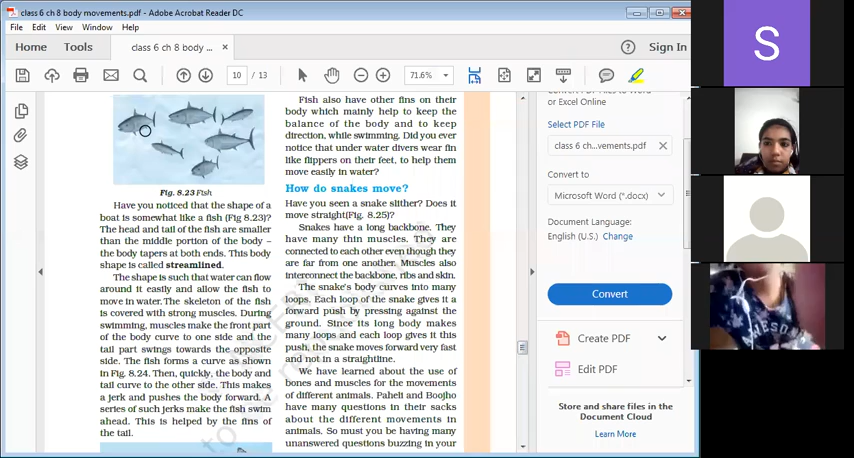 class 6 ch 8 body movements.pdf - Adobe Acrobat Reader DC
File Edit View Window Help
Home Tools class 6 ch 8 body ... × Sign In
10 / 13 71.6%
Fig. 8.23 Fish
Have you noticed that the shape of a
boat is somewhat like a fish (Fig 8.23)?
The head and tail of the fish are smaller
than the middle portion of the body –
the body tapers at both ends. This body
shape is called streamlined.
The shape is such that water can flow
around it easily and allow the fish to
move in water. The skeleton of the fish
is covered with strong muscles. During
swimming, muscles make the front part
of the body curve to one side and the
tail part swings towards the opposite
side. The fish forms a curve as shown
in Fig. 8.24. Then, quickly, the body and
tail curve to the other side. This makes
a jerk and pushes the body forward. A
series of such jerks make the fish swim
ahead. This is helped by the fins of
the tail.
Fish also have other fins on their
body which mainly help to keep the
balance of the body and to keep
direction, while swimming. Did you ever
notice that under water divers wear fin
like flippers on their feet, to help them
move easily in water?
How do snakes move?
Have you seen a snake slither? Does it
move straight(Fig. 8.25)?
Snakes have a long backbone. They
have many thin muscles. They are
connected to each other even though they
are far from one another. Muscles also
interconnect the backbone, ribs and skin.
The snake's body curves into many
loops. Each loop of the snake gives it a
forward push by pressing against the
ground. Since its long body makes
many loops and each loop gives it this
push, the snake moves forward very fast
and not in a straightline.
We have learned about the use of
bones and muscles for the movements
of different animals. Paheli and Boojho
have many questions in their sacks
about the different movements in
animals. So must you be having many
unanswered questions buzzing in your
or Excel Online
Select PDF File
class 6 ch...vements.pdf
Convert to
Microsoft Word (*.docx)
Document Language:
English (U.S.) Change
Convert
Create PDF
Edit PDF
Store and share files in the
Document Cloud
Learn More
S